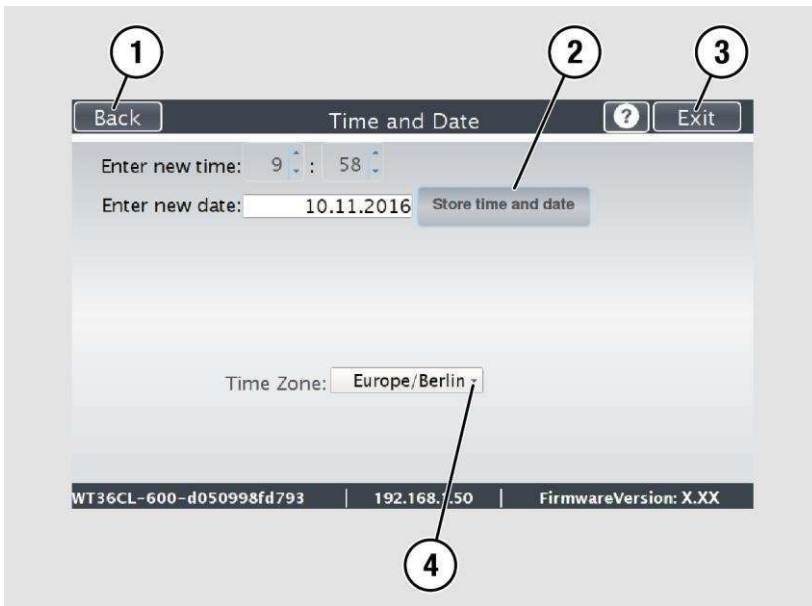 1 2 3
Back Time and Date ? Exit
Enter new time: 9 : 58
Enter new date: 10.11.2016 Store time and date
Time Zone: Europe/Berlin
WT36CL-600-d050998fd793 | 192.168. .50 | FirmwareVersion: X.XX
4